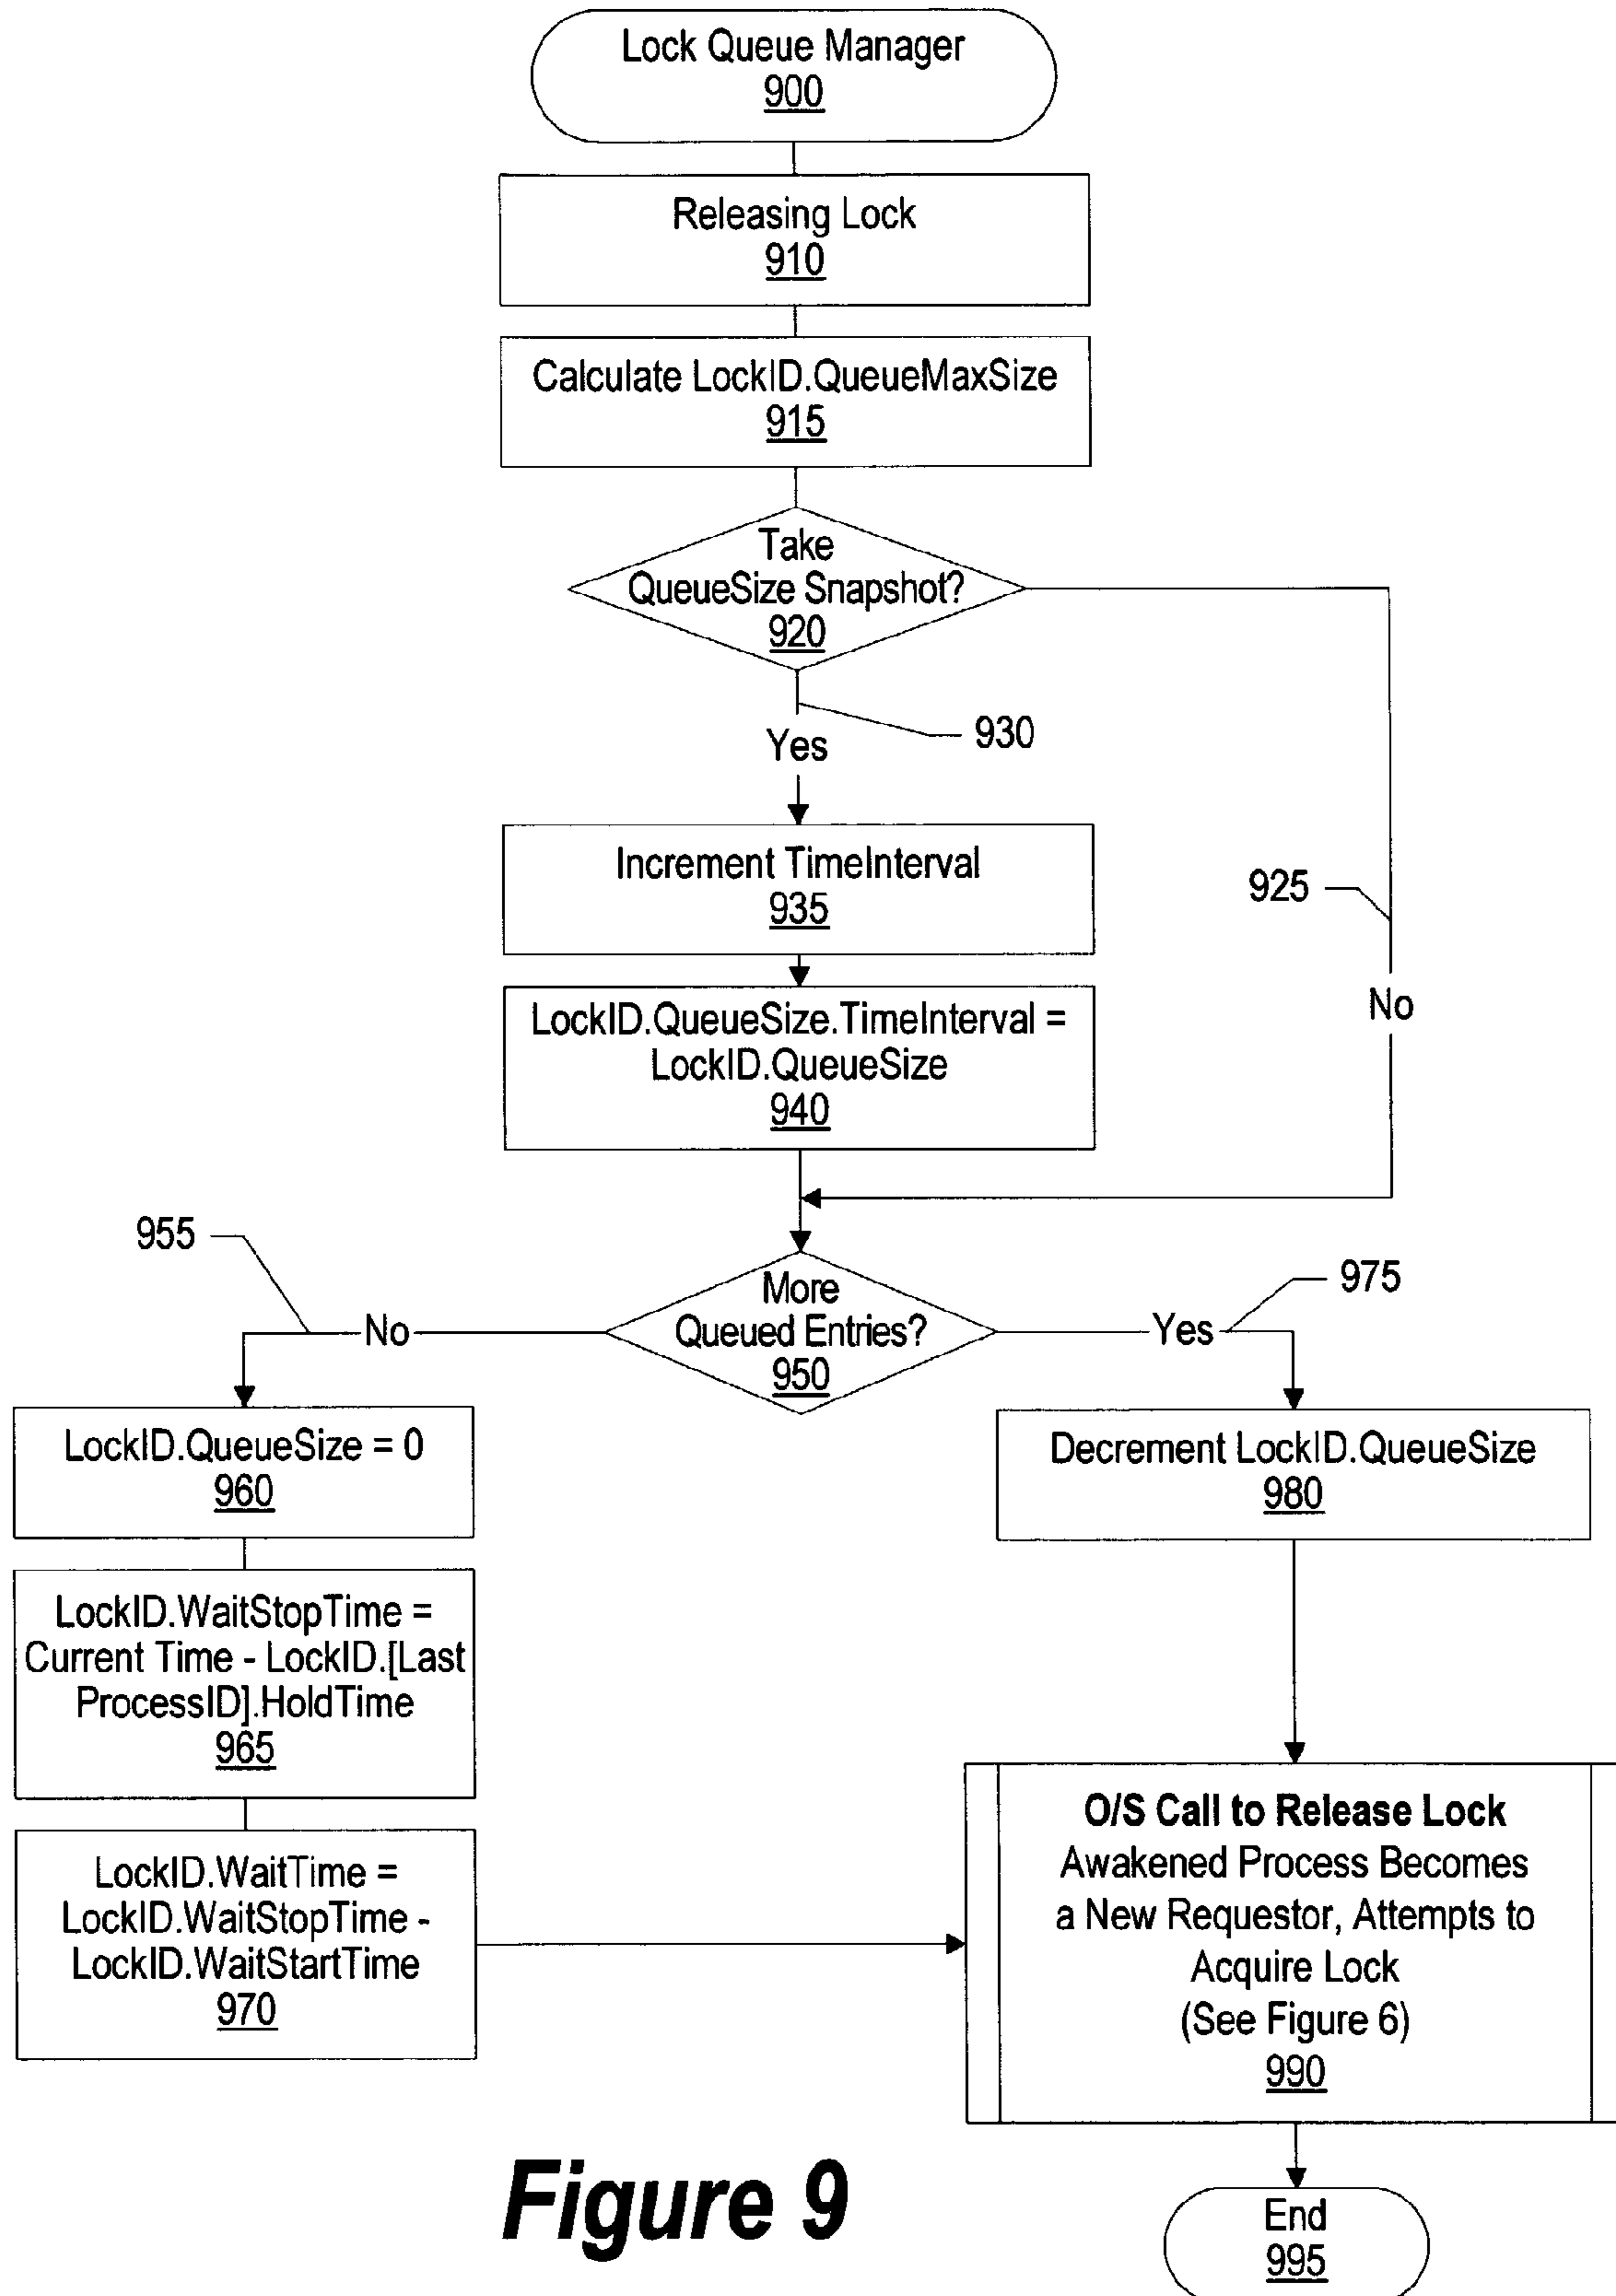 Lock Queue Manager
900
Releasing Lock
910
Calculate LockID.QueueMaxSize
915
Take
QueueSize Snapshot?
920
930
Yes
Increment TimeInterval
935
925
No
LockID.QueueSize.TimeInterval =
LockID.QueueSize
940
955
975
More
Queued Entries?
950
No
Yes
LockID.QueueSize = 0
960
Decrement LockID.QueueSize
980
LockID.WaitStopTime =
Current Time - LockID.[Last
ProcessID].HoldTime
965
LockID.WaitTime =
LockID.WaitStopTime -
LockID.WaitStartTime
970
O/S Call to Release Lock
Awakened Process Becomes
a New Requestor, Attempts to
Acquire Lock
(See Figure 6)
990
Figure 9
End
995